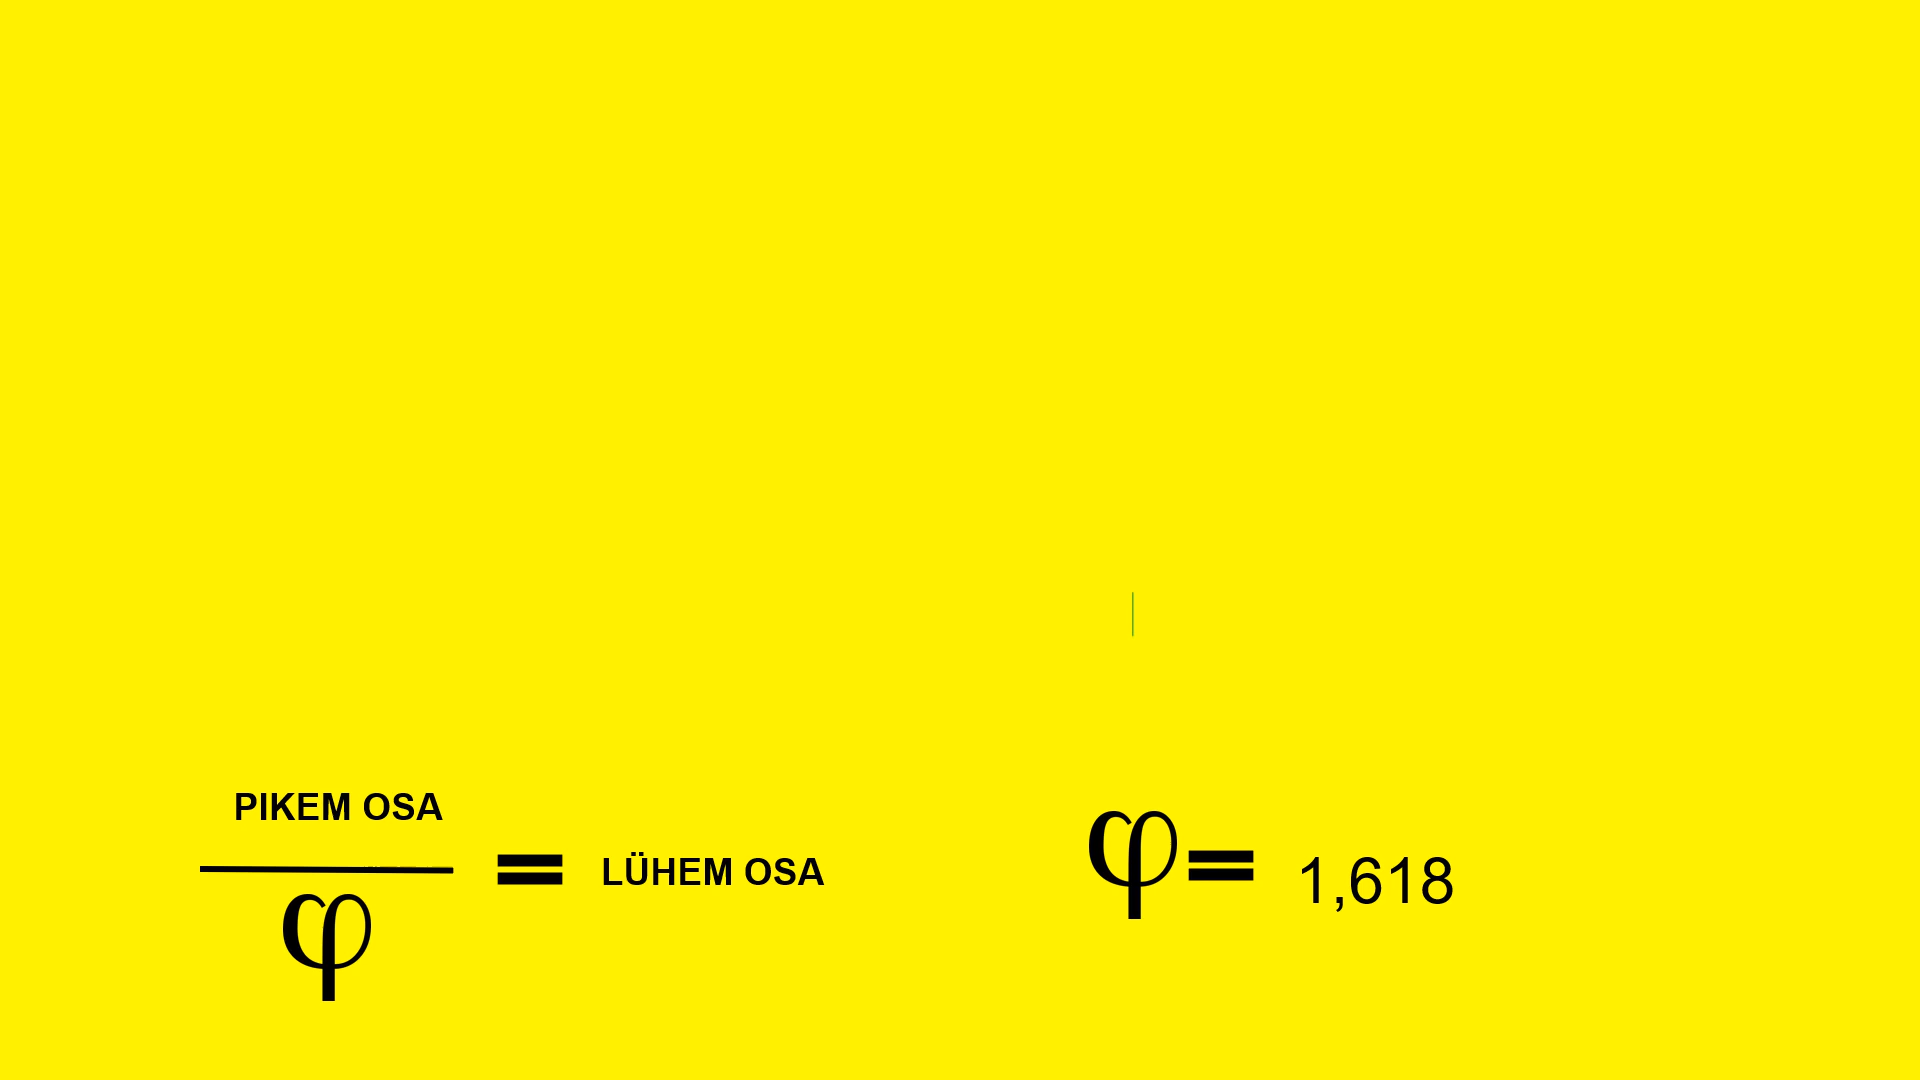 PIKEM OSA
φ
= LÜHEM OSA
φ= 1,618